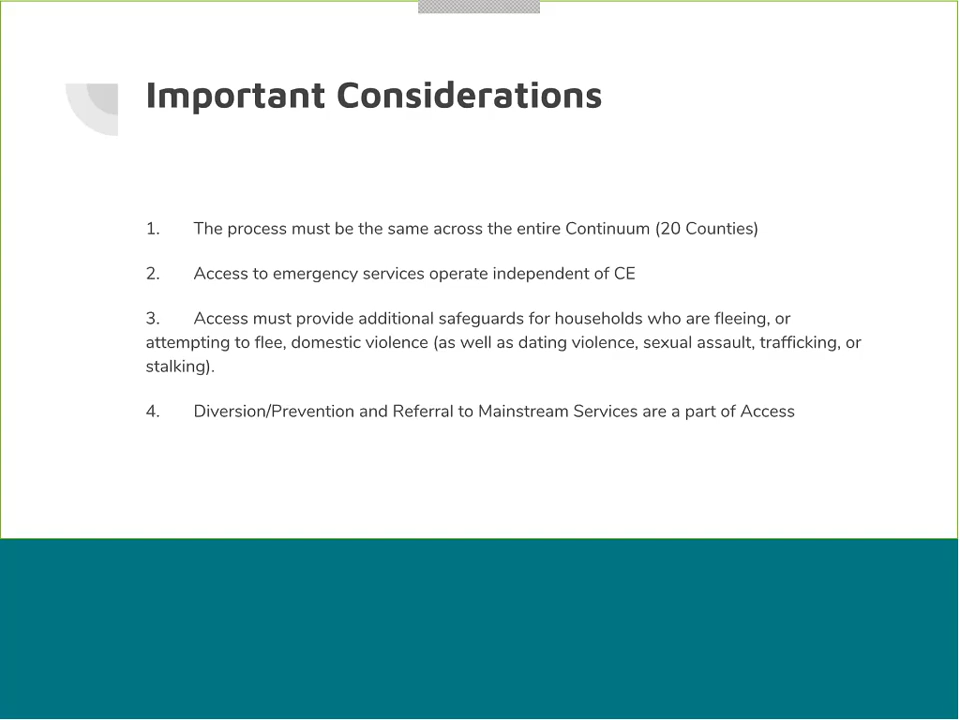 Important Considerations
1. The process must be the same across the entire Continuum (20 Counties)
2. Access to emergency services operate independent of CE
3. Access must provide additional safeguards for households who are fleeing, or
attempting to flee, domestic violence (as well as dating violence, sexual assault, trafficking, or
stalking).
4. Diversion/Prevention and Referral to Mainstream Services are a part of Access